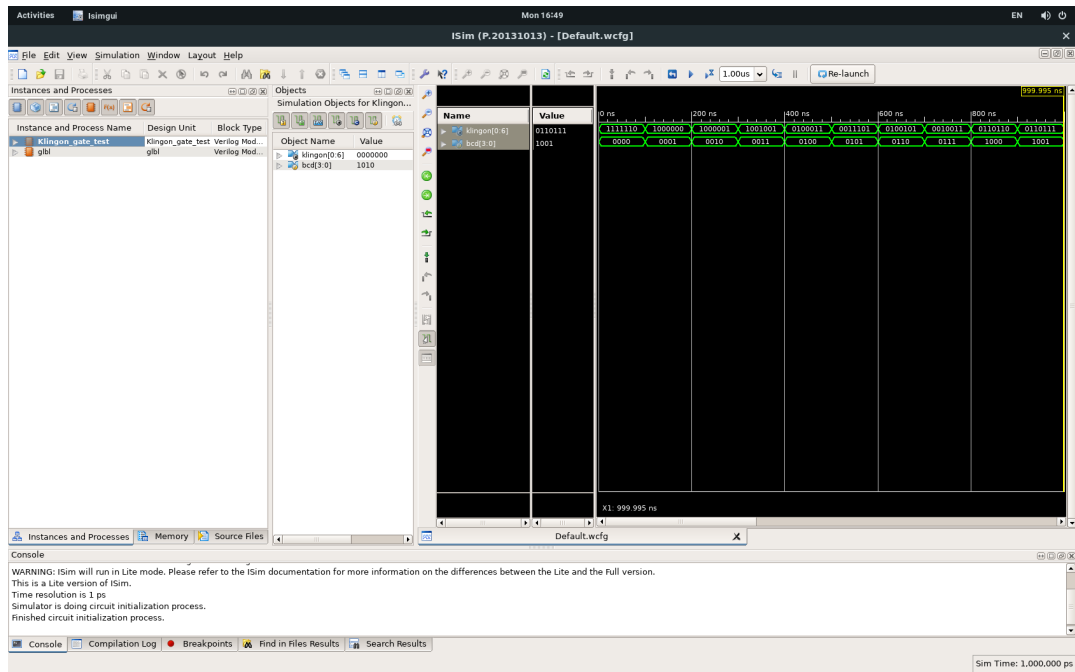 Activities Isimgui Mon 16:49 EN
ISim (P.20131013) - [Default.wcfg]
File Edit View Simulation Window Layout Help
1.00us Re-launch
Instances and Processes
Instance and Process Name Design Unit Block Type
Klingon_gate_test Klingon_gate_test Verilog Mod...
glbl glbl Verilog Mod...
Instances and Processes Memory Source Files
Objects
Simulation Objects for Klingon...
Object Name Value
klingon[0:6] 0000000
bcd[3:0] 1010
Name Value
klingon[0:6] 0110111
bcd[3:0] 1001
999.995 ns
0 ns 200 ns 400 ns 600 ns 800 ns
1111110 1000000 1000001 1001001 0100011 0011101 0100101 0010011 0110110 0110111
0000 0001 0010 0011 0100 0101 0110 0111 1000 1001
X1: 999.995 ns
Default.wcfg
Console
WARNING: ISim will run in Lite mode. Please refer to the ISim documentation for more information on the differences between the Lite and the Full version.
This is a Lite version of ISim.
Time resolution is 1 ps
Simulator is doing circuit initialization process.
Finished circuit initialization process.
Console Compilation Log Breakpoints Find in Files Results Search Results
Sim Time: 1,000,000 ps